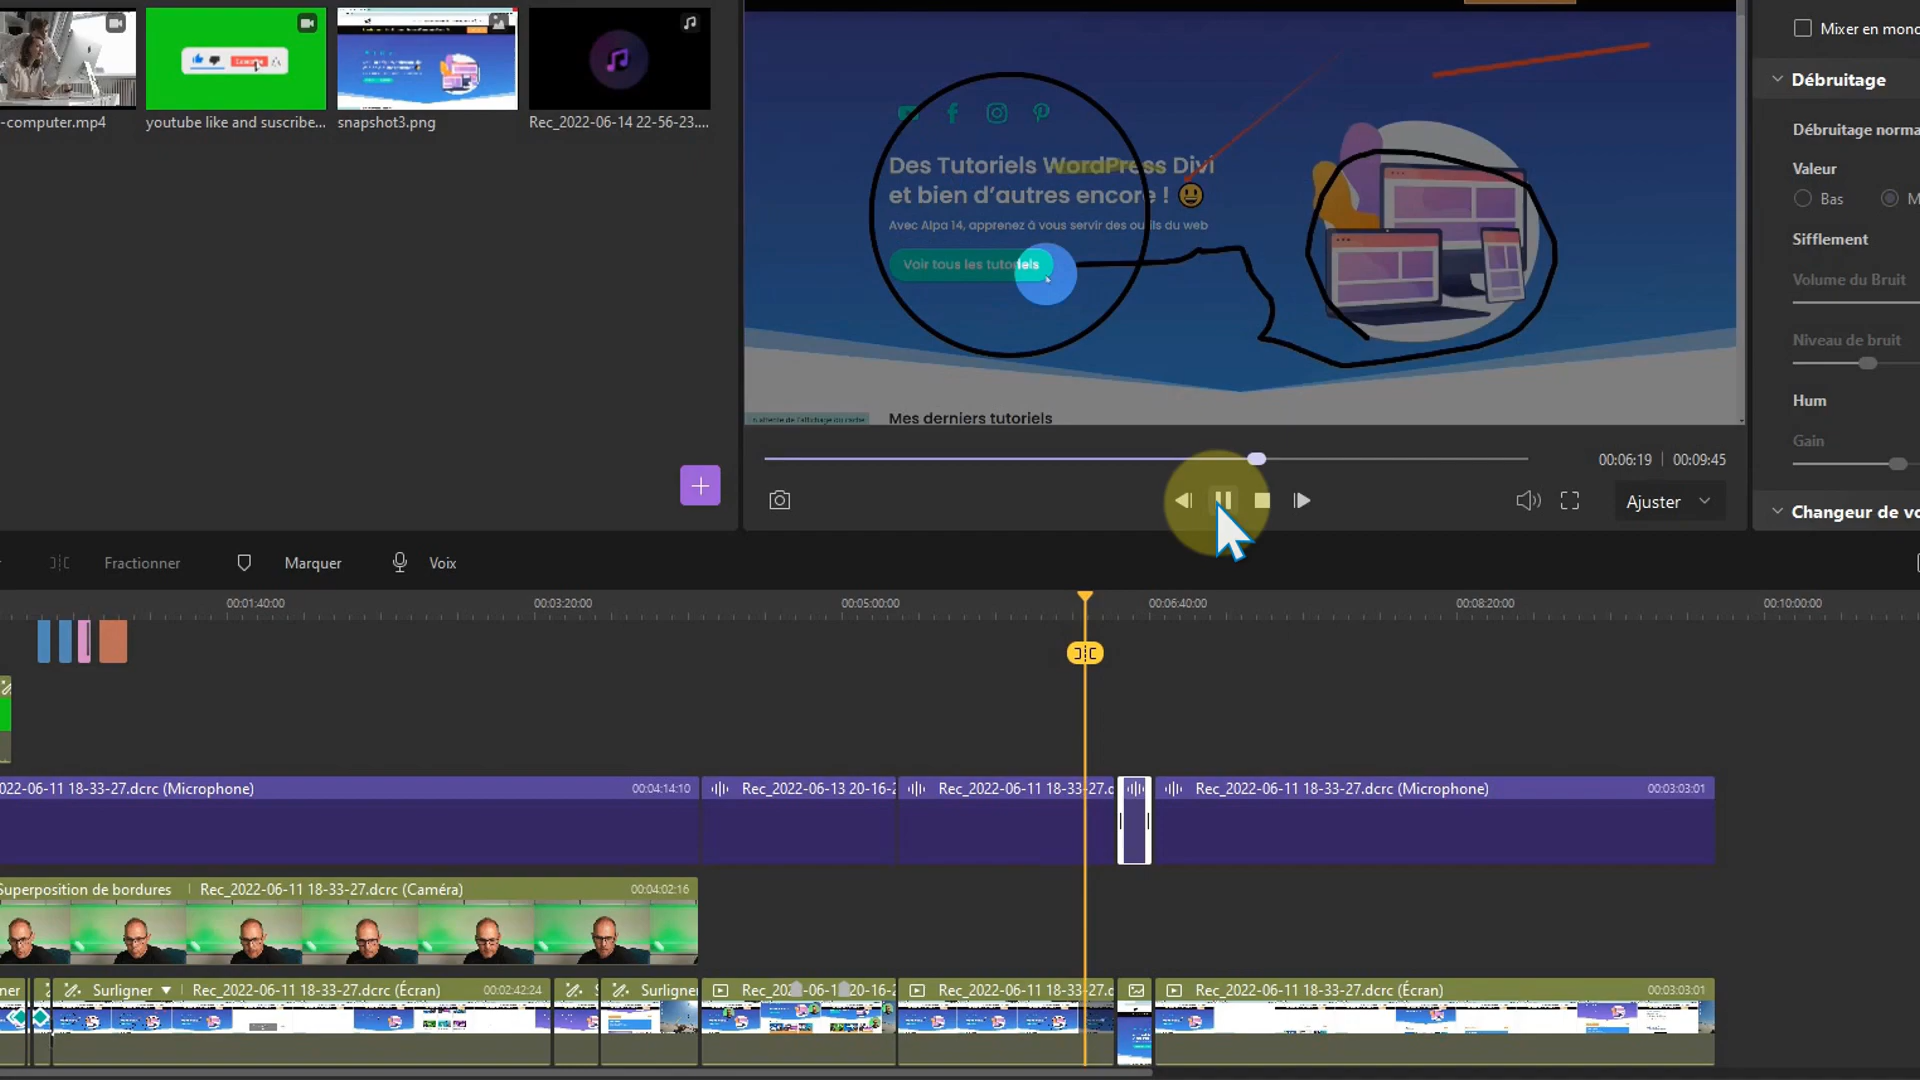 -computer.mp4
youtube like and suscribe...
snapshot3.png
Rec_2022-06-14 22-56-23....
Des Tutoriels WordPress Divi
et bien d'autres encore !
Avec Alpa 14, apprenez à vous servir des outils du web
Voir tous les tutoriels
Mes derniers tutoriels
00:06:19 | 00:09:45
Ajuster
Mixer en mono
Débruitage
Débruitage norma
Valeur
Bas
M
Sifflement
Volume du Bruit
Niveau de bruit
Hum
Gain
Changeur de vo
Fractionner
Marquer
Voix
00:01:40:00
00:03:20:00
00:05:00:00
00:06:40:00
00:08:20:00
00:10:00:00
022-06-11 18-33-27.dcrc (Microphone)
00:04:14:10
Rec_2022-06-13 20-16-2
Rec_2022-06-11 18-33-27.d
Rec_2022-06-11 18-33-27.dcrc (Microphone)
00:03:03:01
Superposition de bordures
Rec_2022-06-11 18-33-27.dcrc (Caméra)
00:04:02:16
ner
Surligner
Rec_2022-06-11 18-33-27.dcrc (Écran)
00:02:42:24
Surligne
Rec_2022-06-11 18-33-27.d
Rec_2022-06-11 18-33-27.dcrc (Écran)
00:03:03:01